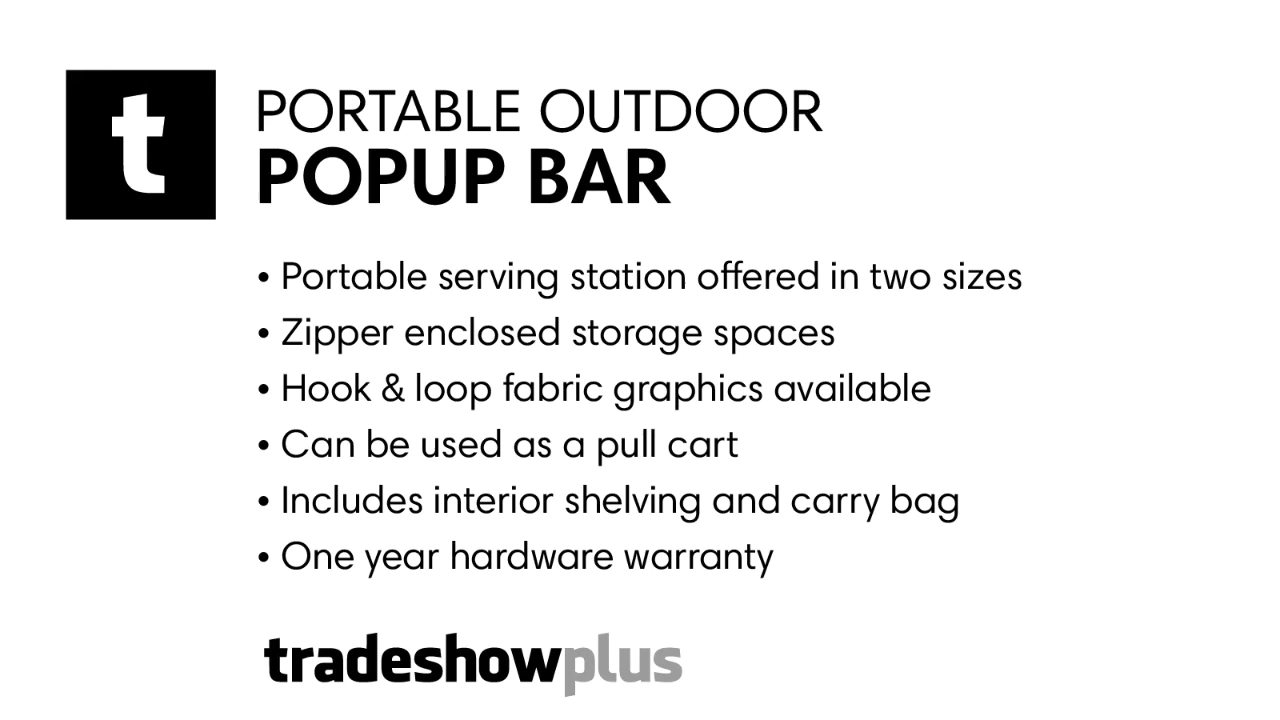 t
PORTABLE OUTDOOR
POPUP BAR
• Portable serving station offered in two sizes
• Zipper enclosed storage spaces
• Hook & loop fabric graphics available
• Can be used as a pull cart
• Includes interior shelving and carry bag
• One year hardware warranty
tradeshowplus